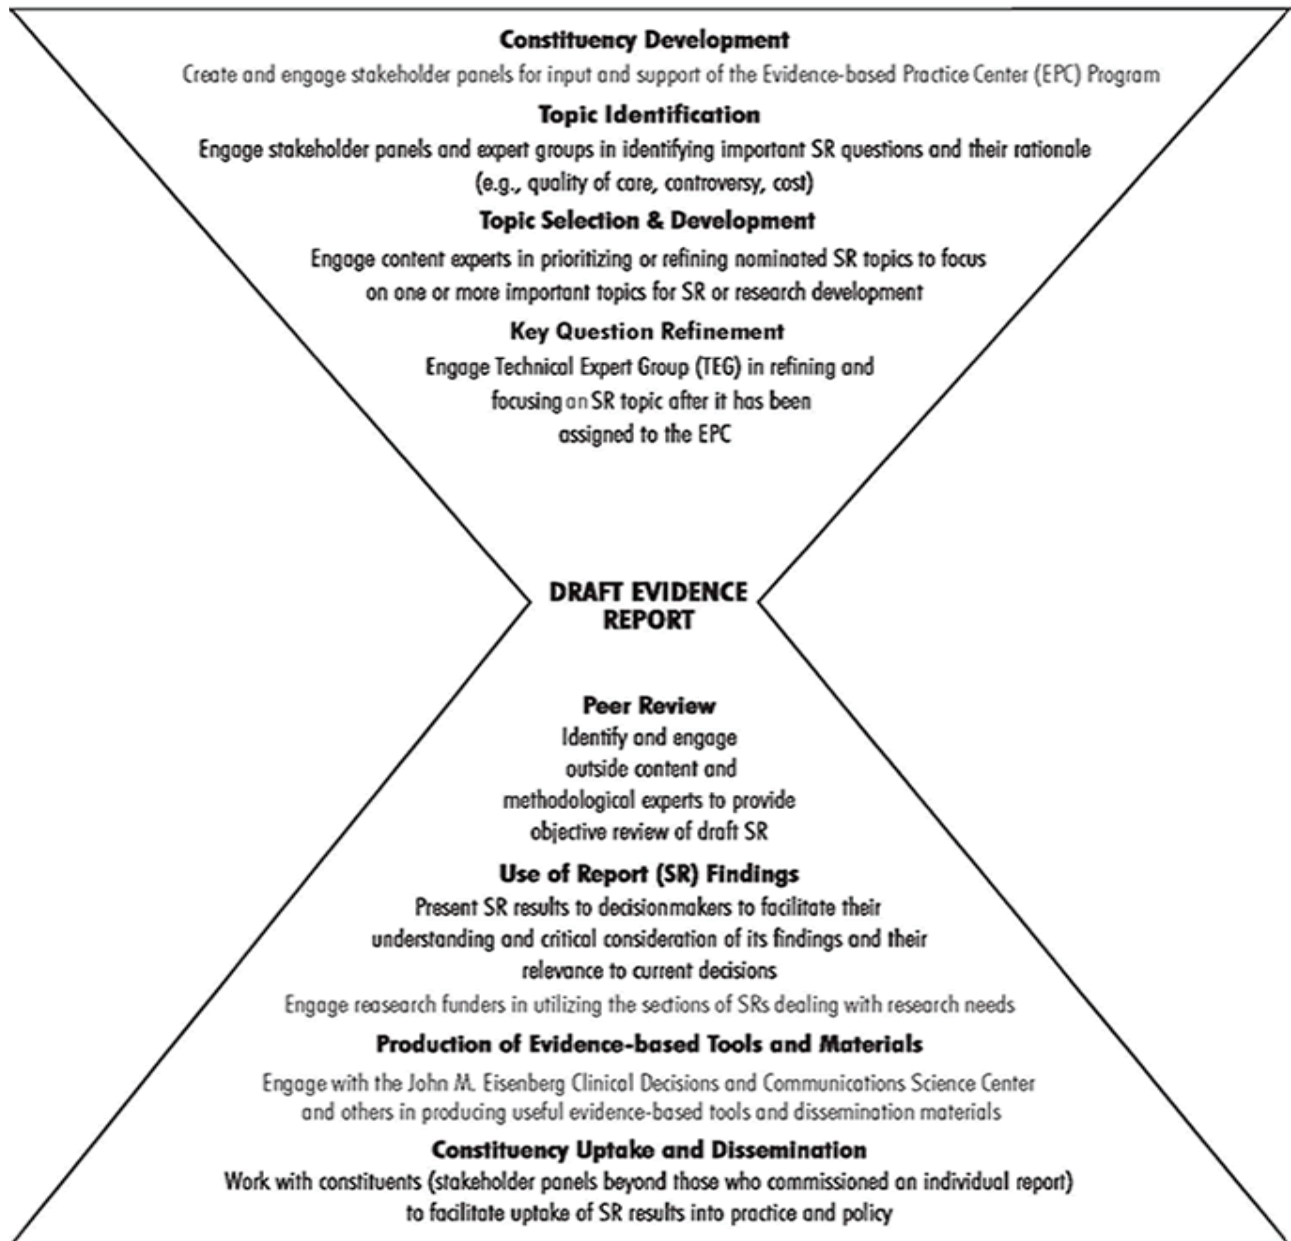 Constituency Development
Create and engage stakeholder panels for input and support of the Evidence-based Practice Center (EPC) Program
Topic Identification
Engage stakeholder panels and expert groups in identifying important SR questions and their rationale
(e.g., quality of care, controversy, cost)
Topic Selection & Development
Engage content experts in prioritizing or refining nominated SR topics to focus
on one or more important topics for SR or research development
Key Question Refinement
Engage Technical Expert Group (TEG) in refining and
focusing an SR topic after it has been
assigned to the EPC
DRAFT EVIDENCE
REPORT
Peer Review
Identify and engage
outside content and
methodological experts to provide
objective review of draft SR
Use of Report (SR) Findings
Present SR results to decisionmakers to facilitate their
understanding and critical consideration of its findings and their
relevance to current decisions
Engage reasearch funders in utilizing the sections of SRs dealing with research needs
Production of Evidence-based Tools and Materials
Engage with the John M. Eisenberg Clinical Decisions and Communications Science Center
and others in producing useful evidence-based tools and dissemination materials
Constituency Uptake and Dissemination
Work with constituents (stakeholder panels beyond those who commissioned an individual report)
to facilitate uptake of SR results into practice and policy